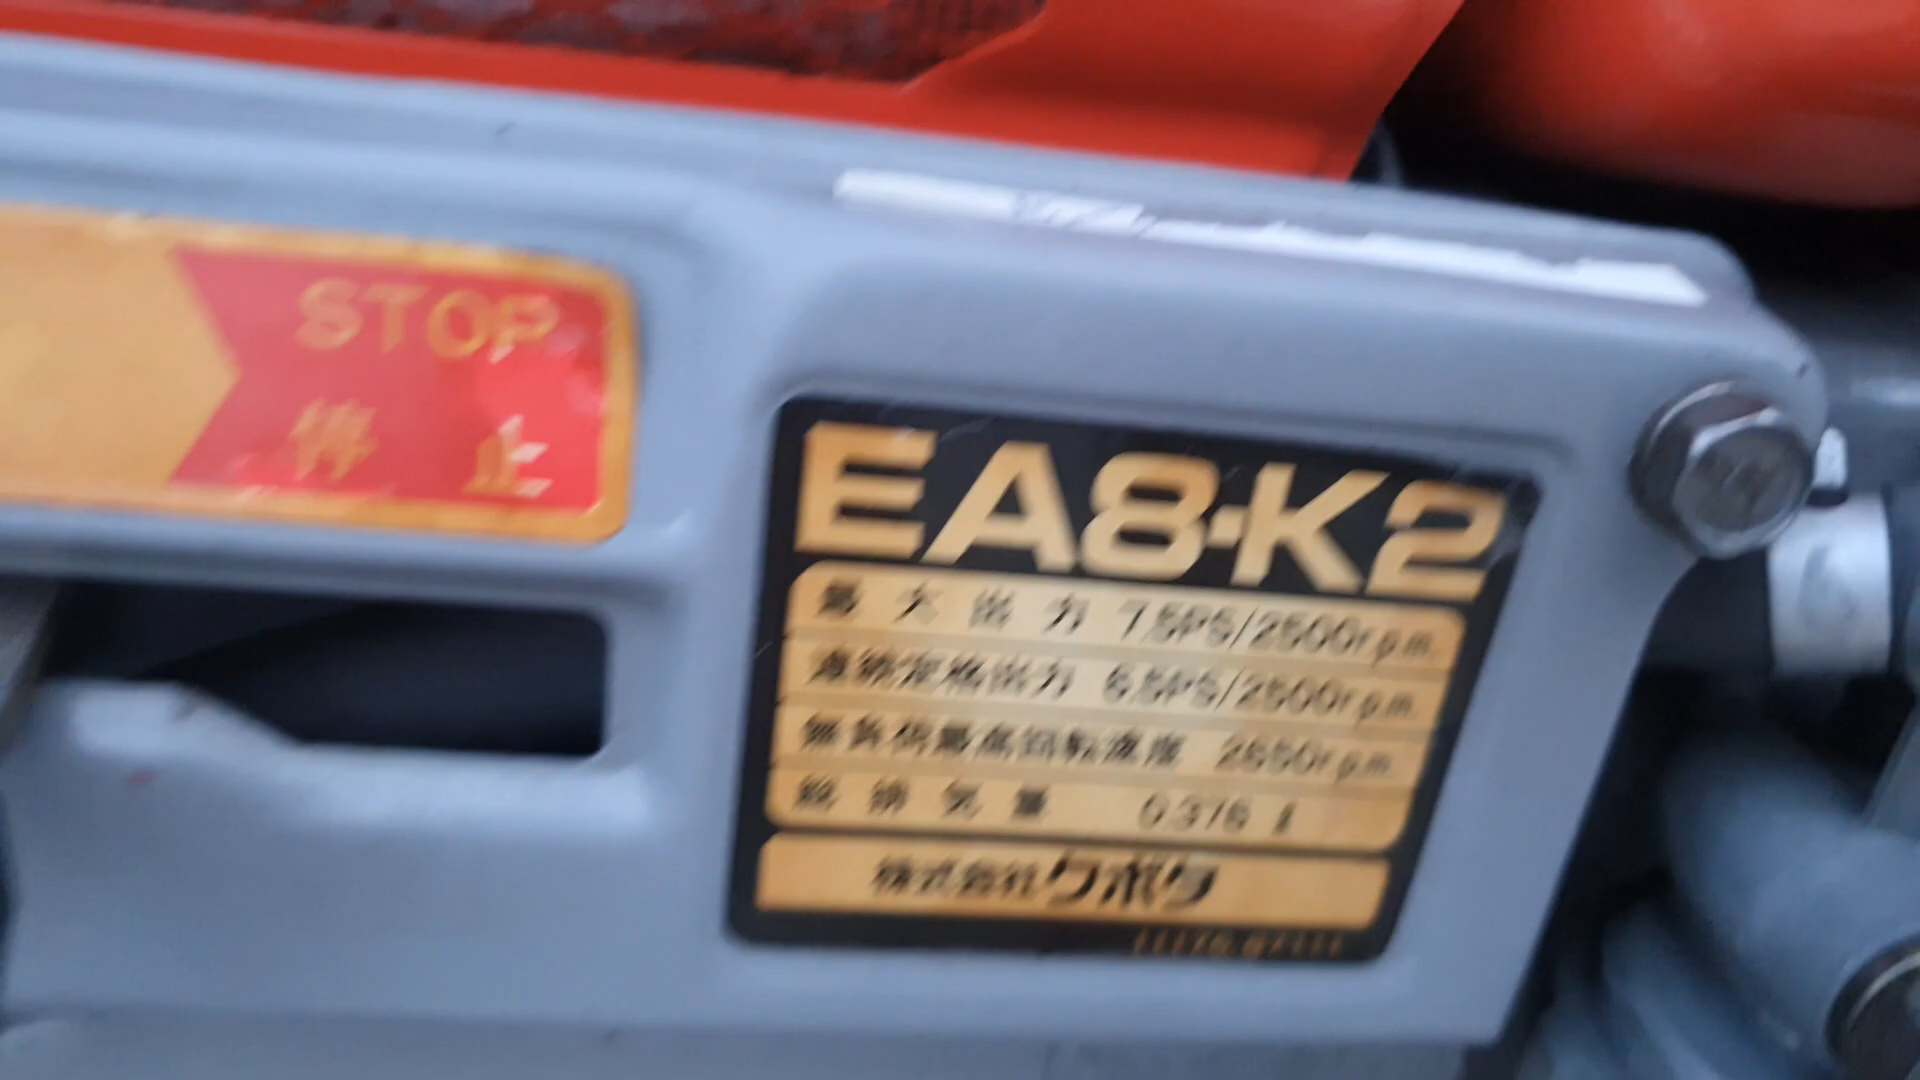 STOP
停止
EA8·K2
最大出力 7.5PS/2500r.p.m.
連続定格出力 6.5PS/2500r.p.m.
無負荷最高回転速度 2650r.p.m.
総排気量 0.376 ℓ
株式会社クボタ